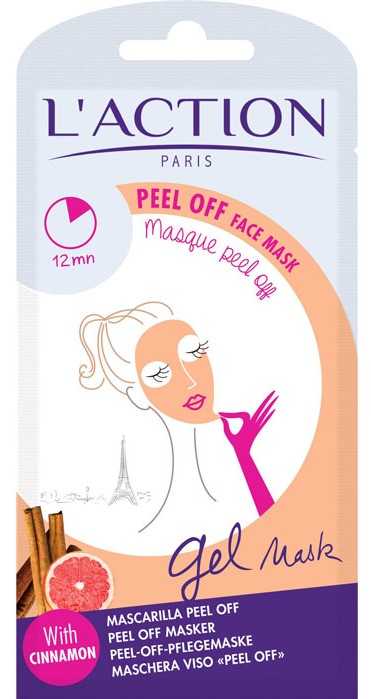 L'ACTION
PARIS
PEEL OFF FACE MASK
Masque peel off
12mn
gel Mask
With
CINNAMON
MASCARILLA PEEL OFF
PEEL OFF MASKER
PEEL-OFF-PFLEGEMASKE
MASCHERA VISO «PEEL OFF»